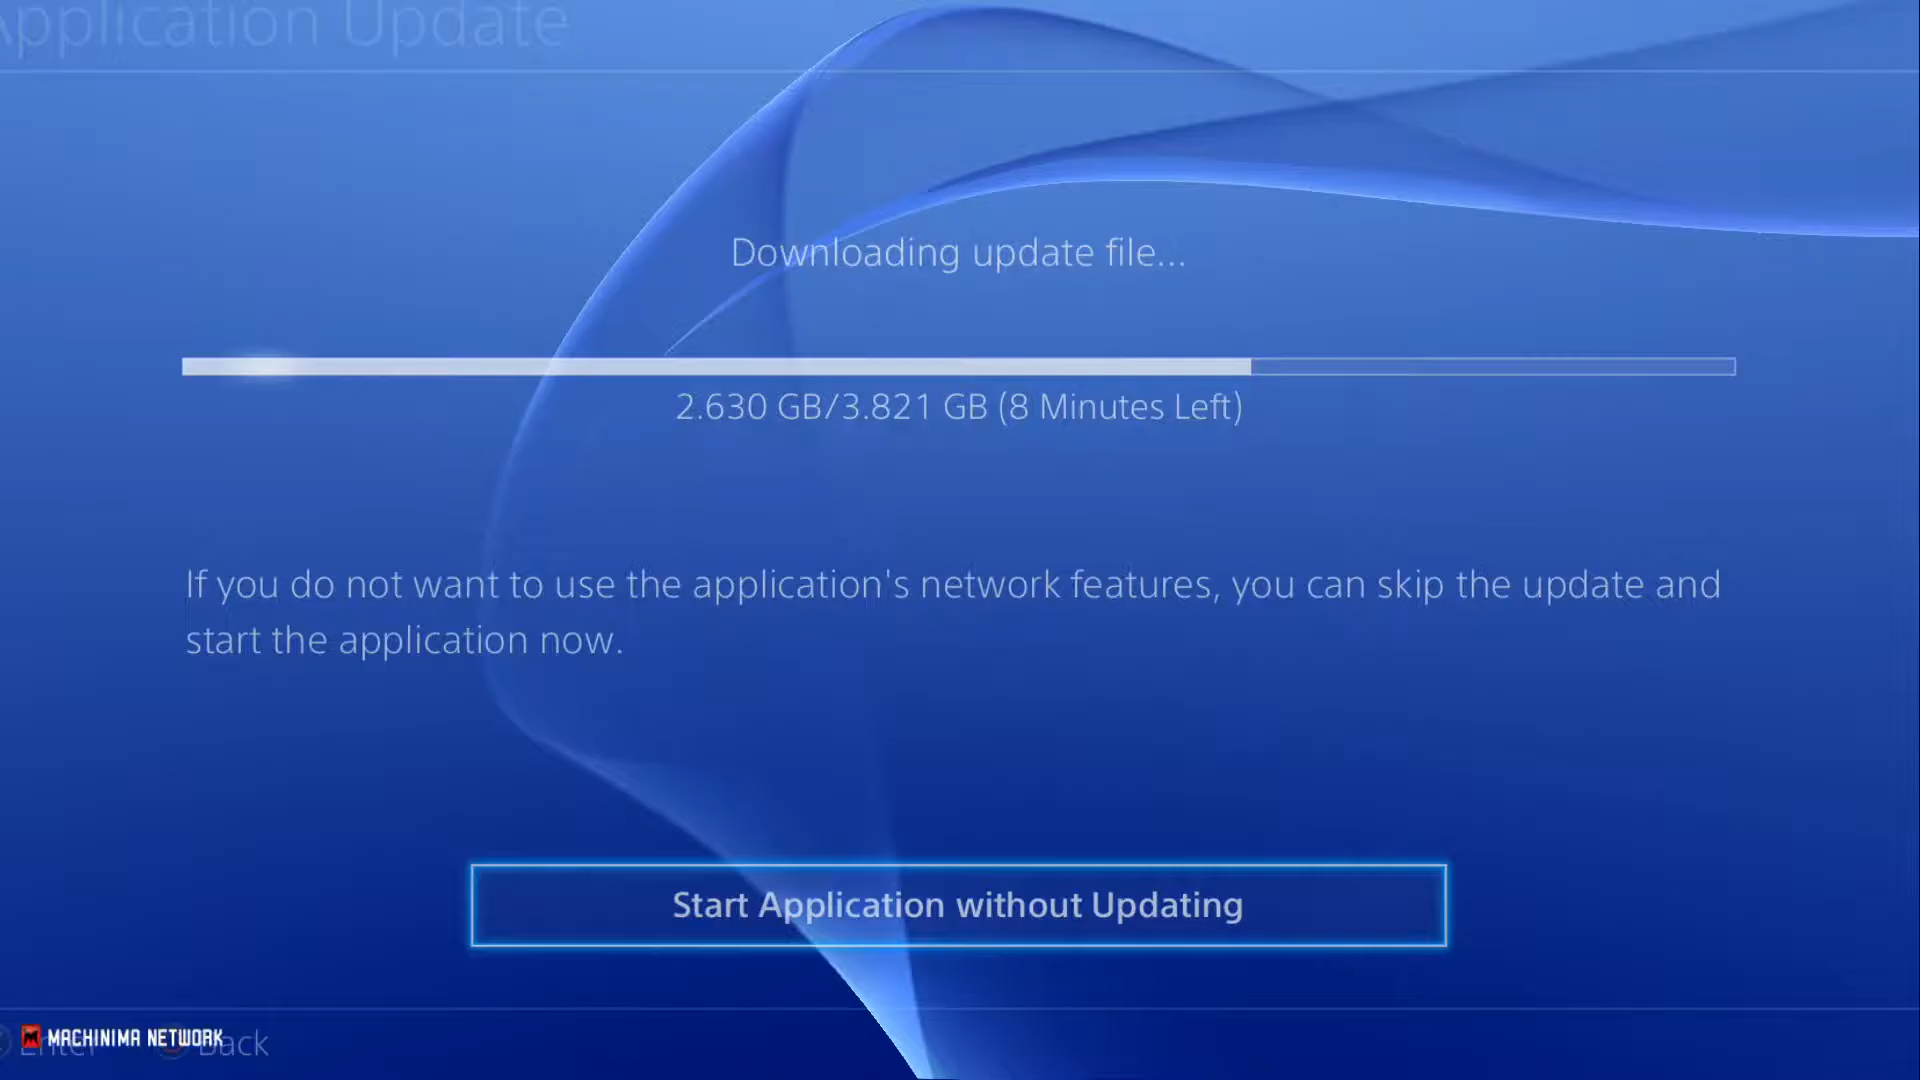 Application Update
Downloading update file...
2.630 GB/3.821 GB (8 Minutes Left)
If you do not want to use the application's network features, you can skip the update and
start the application now.
Start Application without Updating
MACHINIMA NETWORK
Enter Back